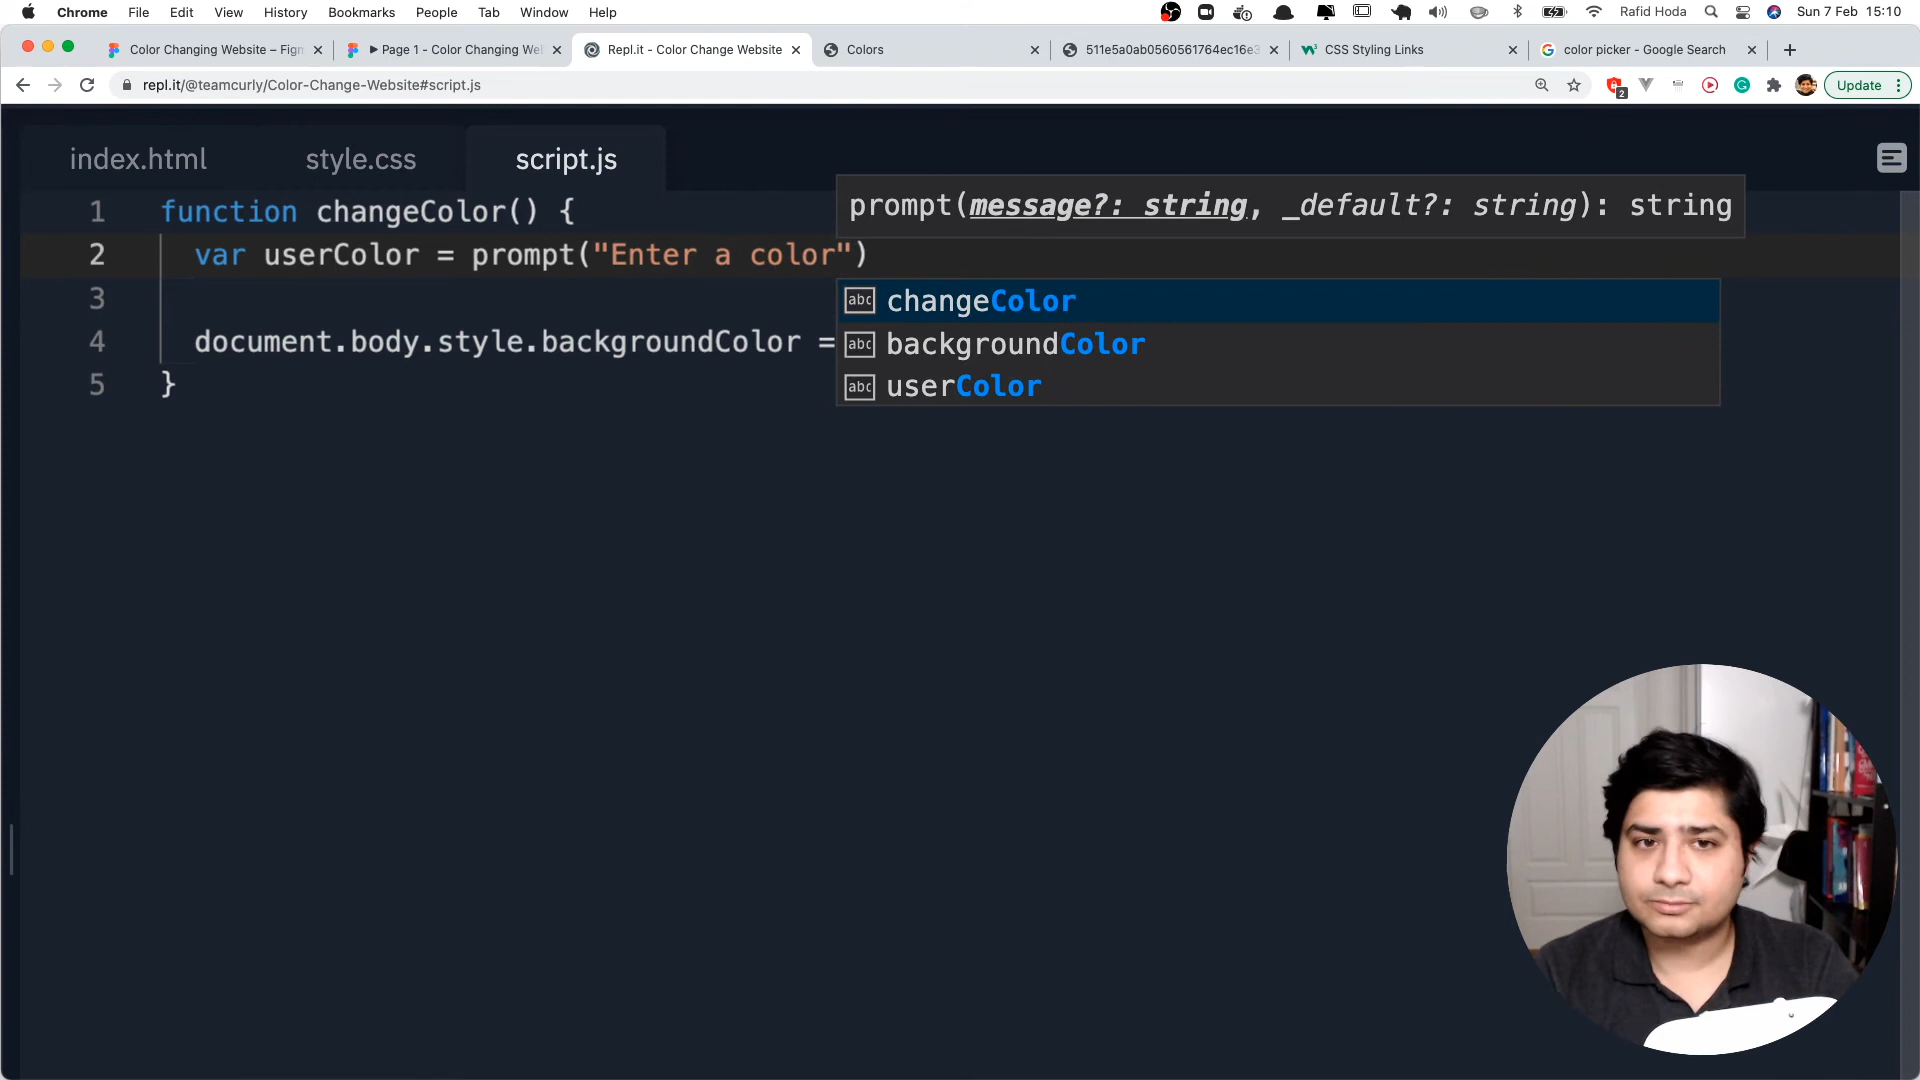 Chrome File Edit View History Bookmarks People Tab Window Help Rafid Hoda Sun 7 Feb 15:10
Color Changing Website – Figm Page 1 - Color Changing Web Repl.it - Color Change Website Colors 511e5a0ab0560561764ec16e3 CSS Styling Links color picker - Google Search
repl.it/@teamcurly/Color-Change-Website#script.js 2 Update
index.html style.css script.js
prompt(message?: string, _default?: string): string
1 function changeColor() {
2 var userColor = prompt("Enter a color")
3
abc changeColor
4 document.body.style.backgroundColor =
abc backgroundColor
5 }
abc userColor